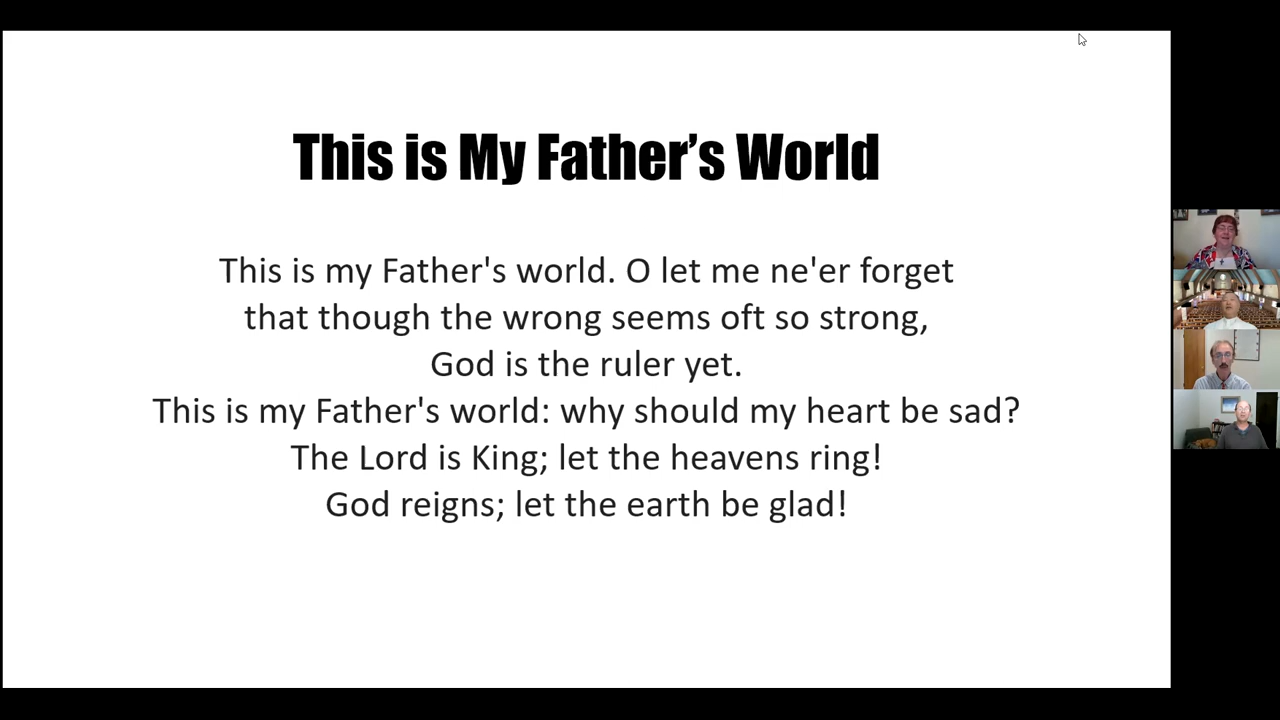 This is My Father’s World
This is my Father's world. O let me ne'er forget
that though the wrong seems oft so strong,
God is the ruler yet.
This is my Father's world: why should my heart be sad?
The Lord is King; let the heavens ring!
God reigns; let the earth be glad!